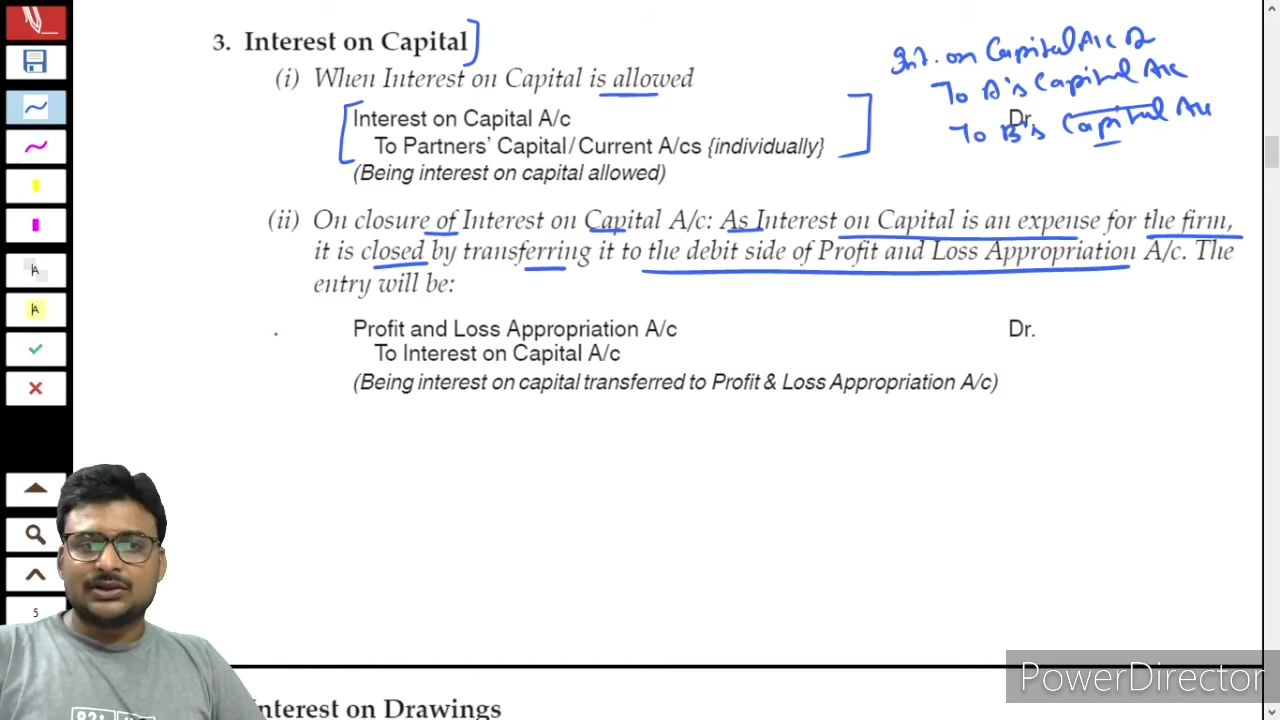 3. Interest on Capital
(i) When Interest on Capital is allowed
Interest on Capital A/c Dr.
To Partners' Capital/Current A/cs {individually}
(Being interest on capital allowed)
Int. on Capital A/c Dr
To A's Capital A/c
To B's Capital A/c
(ii) On closure of Interest on Capital A/c: As Interest on Capital is an expense for the firm,
it is closed by transferring it to the debit side of Profit and Loss Appropriation A/c. The
entry will be:
Profit and Loss Appropriation A/c Dr.
To Interest on Capital A/c
(Being interest on capital transferred to Profit & Loss Appropriation A/c)
5
PowerDirector
nterest on Drawings